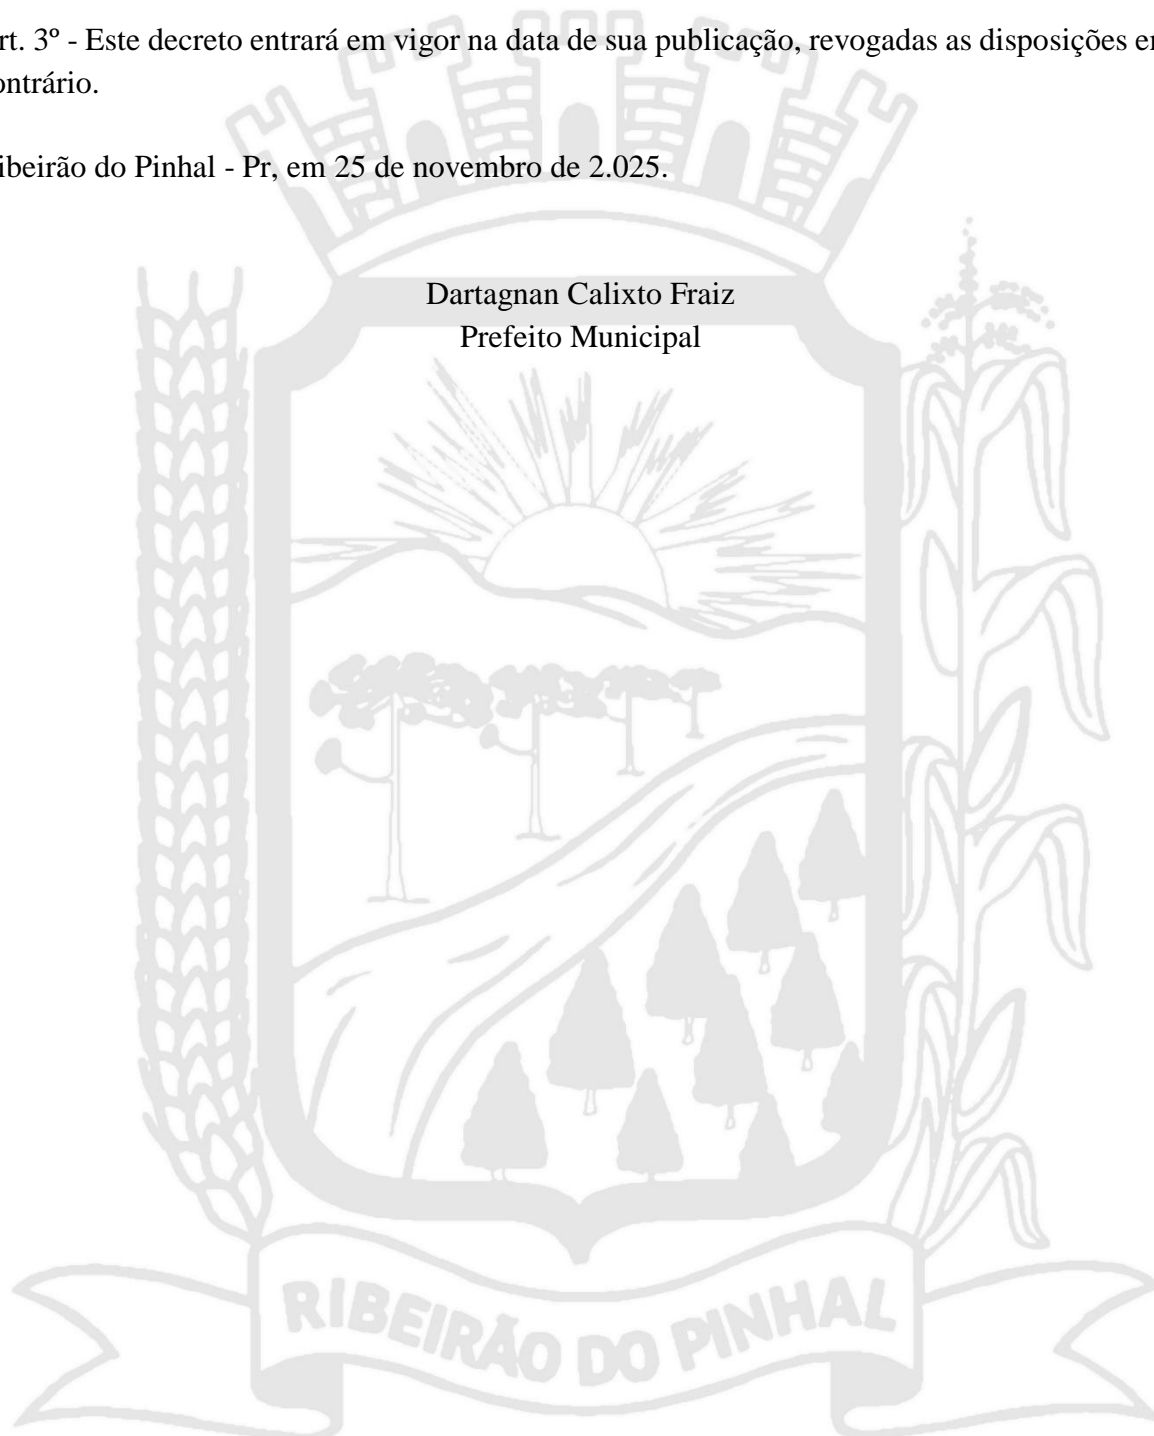 rt. 3º - Este decreto entrará em vigor na data de sua publicação, revogadas as disposições e
ontrário.
ibeirão do Pinhal - Pr, em 25 de novembro de 2.025.
Dartagnan Calixto Fraiz
Prefeito Municipal
RIBEIRÃO DO PINHAL